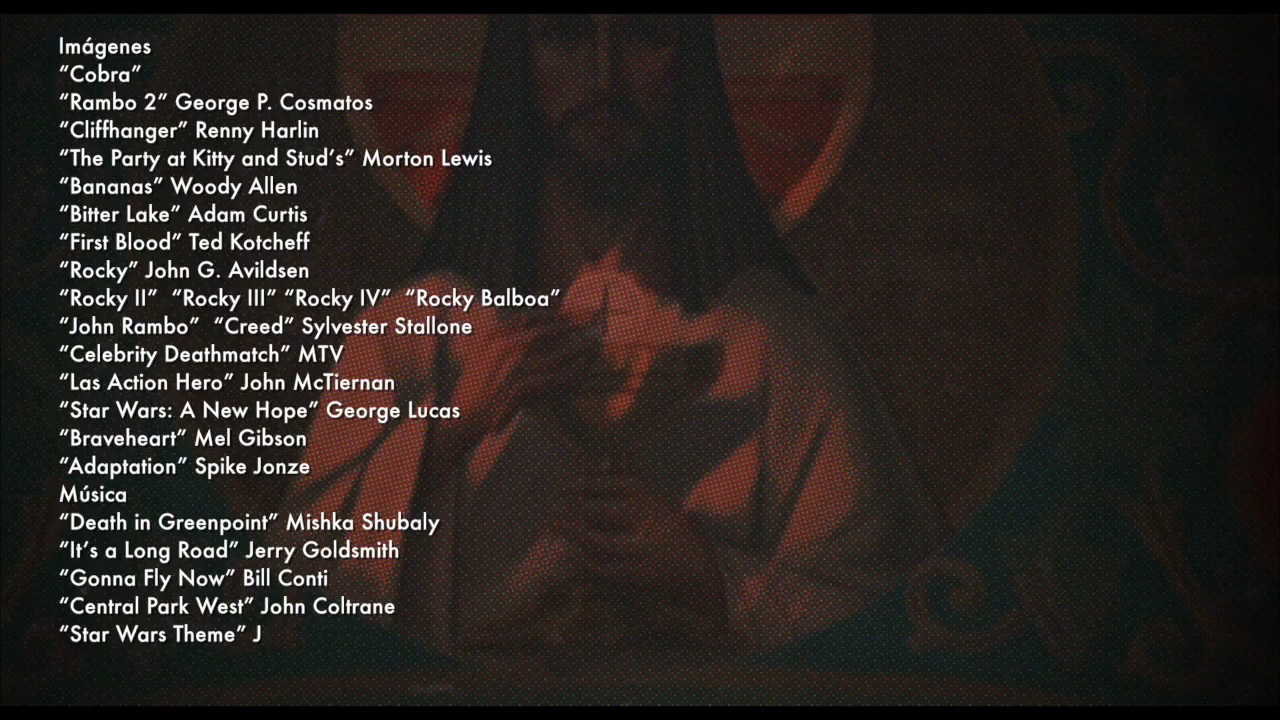 Imágenes
“Cobra”
“Rambo 2” George P. Cosmatos
“Cliffhanger” Renny Harlin
“The Party at Kitty and Stud’s” Morton Lewis
“Bananas” Woody Allen
“Bitter Lake” Adam Curtis
“First Blood” Ted Kotcheff
“Rocky” John G. Avildsen
“Rocky II”  “Rocky III” “Rocky IV”  “Rocky Balboa”
“John Rambo”  “Creed” Sylvester Stallone
“Celebrity Deathmatch” MTV
“Las Action Hero” John McTiernan
“Star Wars: A New Hope” George Lucas
“Braveheart” Mel Gibson
“Adaptation” Spike Jonze
Música
“Death in Greenpoint” Mishka Shubaly
“It’s a Long Road” Jerry Goldsmith
“Gonna Fly Now” Bill Conti
“Central Park West” John Coltrane
“Star Wars Theme” J